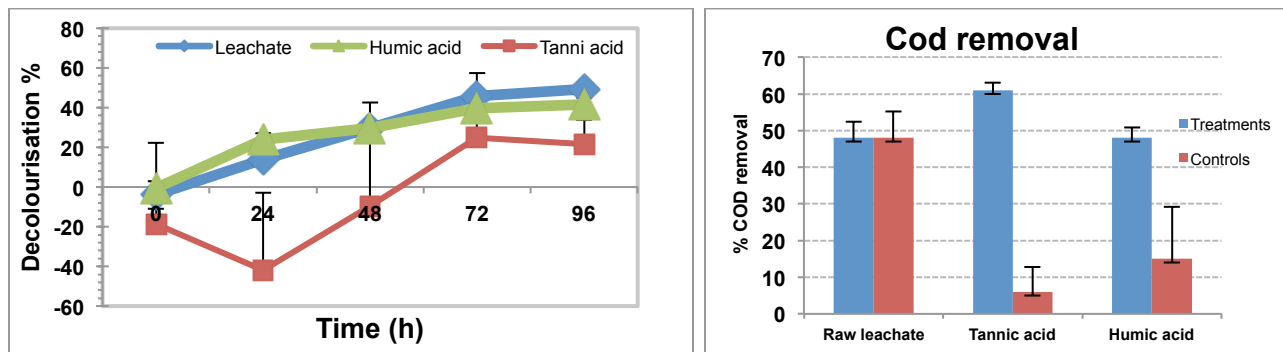 80
60
40
20
0
-20
-40
-60
Decolourisation %
Leachate Humic acid Tanni acid
0 24 48 72 96
Time (h)
Cod removal
70
60
50
40
30
20
10
0
% COD removal
Treatments
Controls
Raw leachate Tannic acid Humic acid